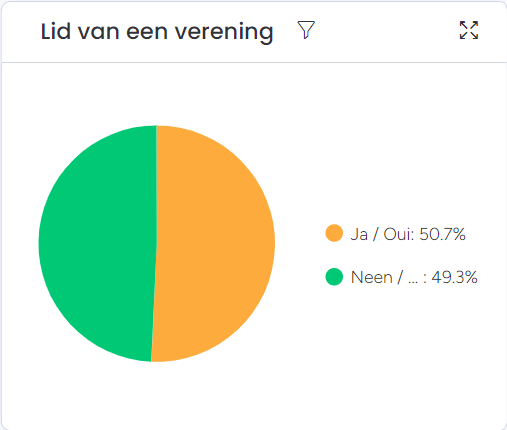 Lid van een verening
Ja / Oui: 50.7%
Neen / ... : 49.3%